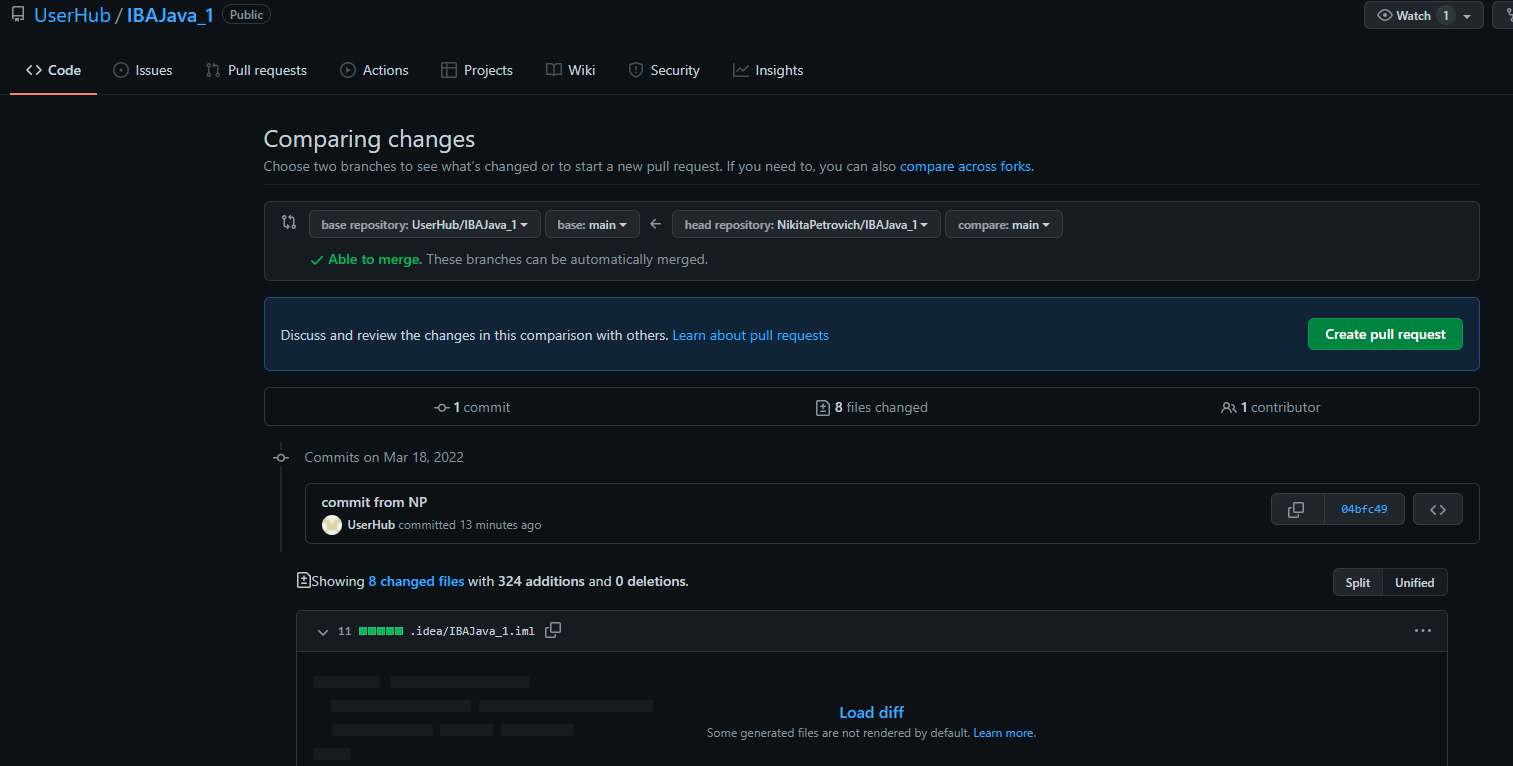 UserHub / IBAJava_1 Public
Watch 1
Code Issues Pull requests Actions Projects Wiki Security Insights
Comparing changes
Choose two branches to see what's changed or to start a new pull request. If you need to, you can also compare across forks.
base repository: UserHub/IBAJava_1 base: main ← head repository: NikitaPetrovich/IBAJava_1 compare: main
Able to merge. These branches can be automatically merged.
Discuss and review the changes in this comparison with others. Learn about pull requests
Create pull request
1 commit 8 files changed 1 contributor
Commits on Mar 18, 2022
commit from NP
UserHub committed 13 minutes ago
04bfc49
Showing 8 changed files with 324 additions and 0 deletions.
Split Unified
11 .idea/IBAJava_1.iml
Load diff
Some generated files are not rendered by default. Learn more.